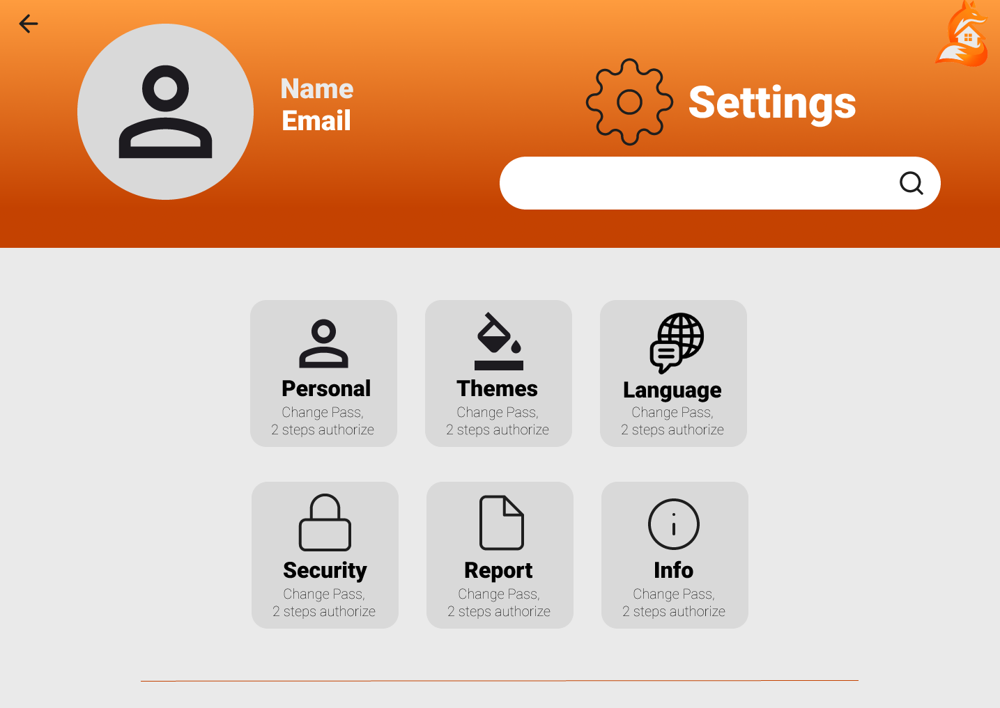 Name
Email
Settings
Personal
Change Pass,
2 steps authorize
Themes
Change Pass,
2 steps authorize
Language
Change Pass,
2 steps authorize
Security
Change Pass,
2 steps authorize
Report
Change Pass,
2 steps authorize
Info
Change Pass,
2 steps authorize